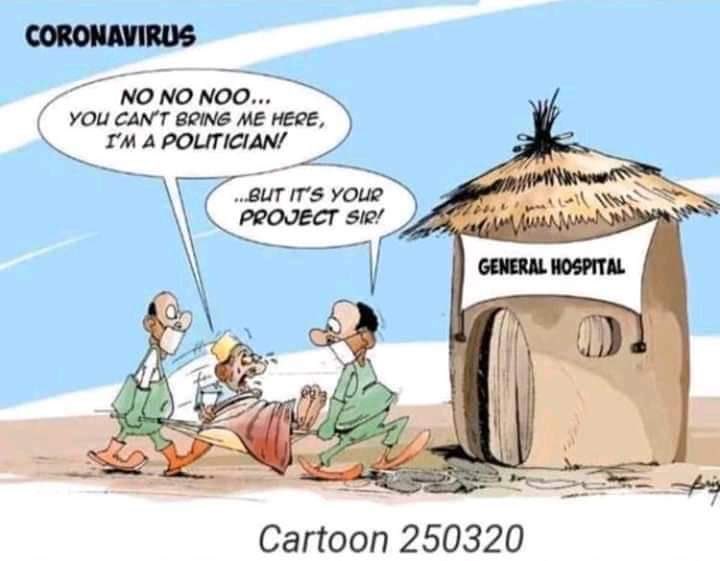 CORONAVIRUS
NO NO NOO...
YOU CAN'T BRING ME HERE,
I'M A POLITICIAN!
...BUT IT'S YOUR
PROJECT SIR!
GENERAL HOSPITAL
Cartoon 250320